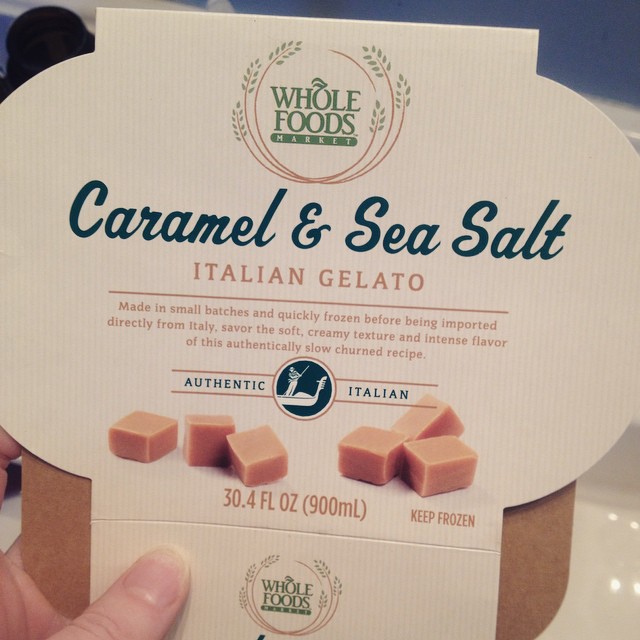 WHOLE
FOODS
MARKET
Caramel & Sea Salt
ITALIAN GELATO
Made in small batches and quickly frozen before being imported
directly from Italy, savor the soft, creamy texture and intense flavor
of this authentically slow churned recipe.
AUTHENTIC ITALIAN
30.4 FL OZ (900mL)
KEEP FROZEN
WHOLE
FOODS
MARKET